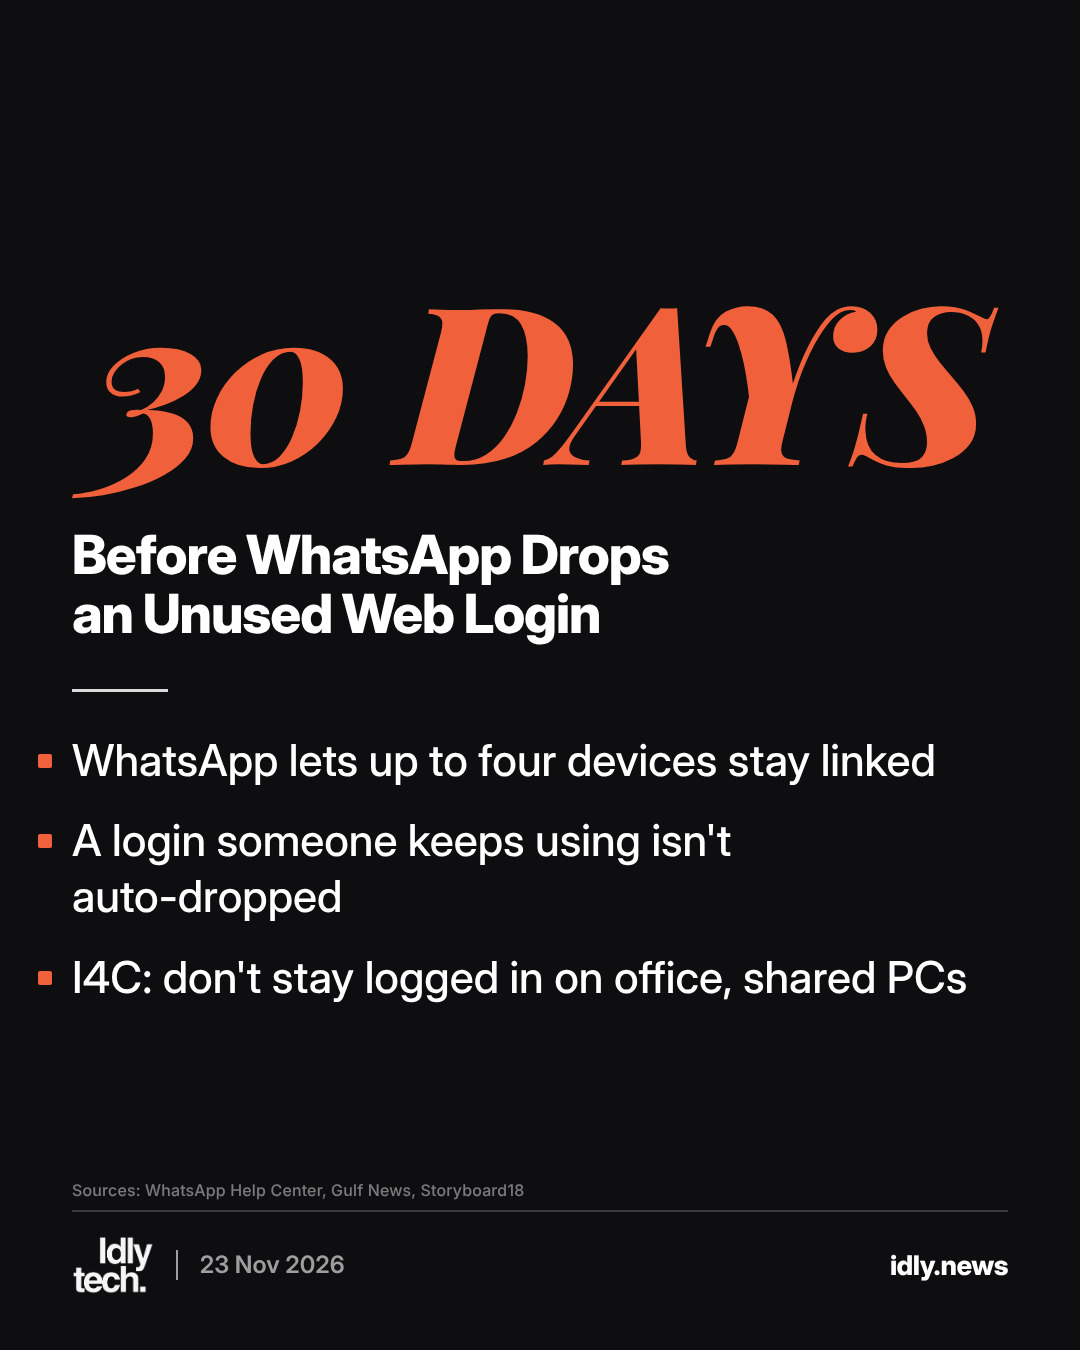 30 DAYS
Before WhatsApp Drops
an Unused Web Login
WhatsApp lets up to four devices stay linked
A login someone keeps using isn't
auto-dropped
I4C: don't stay logged in on office, shared PCs
Sources: WhatsApp Help Center, Gulf News, Storyboard18
Idly
tech.
23 Nov 2026
idly.news